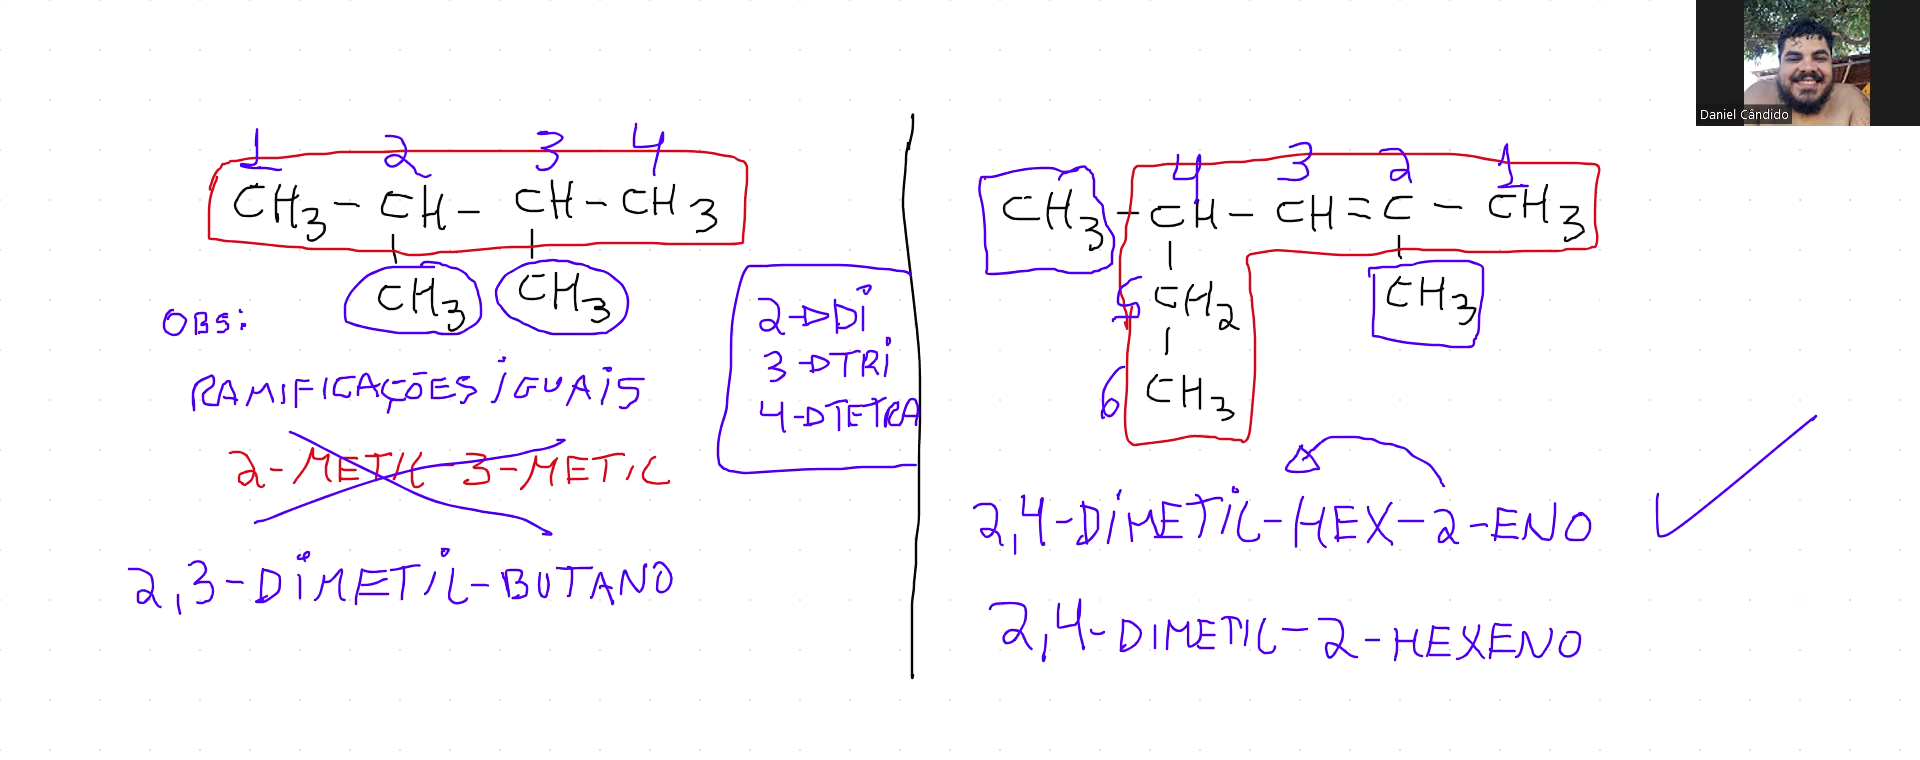 Daniel Cândido
1 2 3 4
CH3 - CH - CH - CH3
CH3 CH3
OBS:
RAMIFICAÇÕES IGUAIS
2-METIL-3-METIL
2,3-DIMETIL-BUTANO
2→DI
3→TRI
4→TETRA
4 3 2 1
CH3 - CH - CH = C - CH3
5 CH2 CH3
6 CH3
2,4-DIMETIL-HEX-2-ENO
2,4-DIMETIL-2-HEXENO